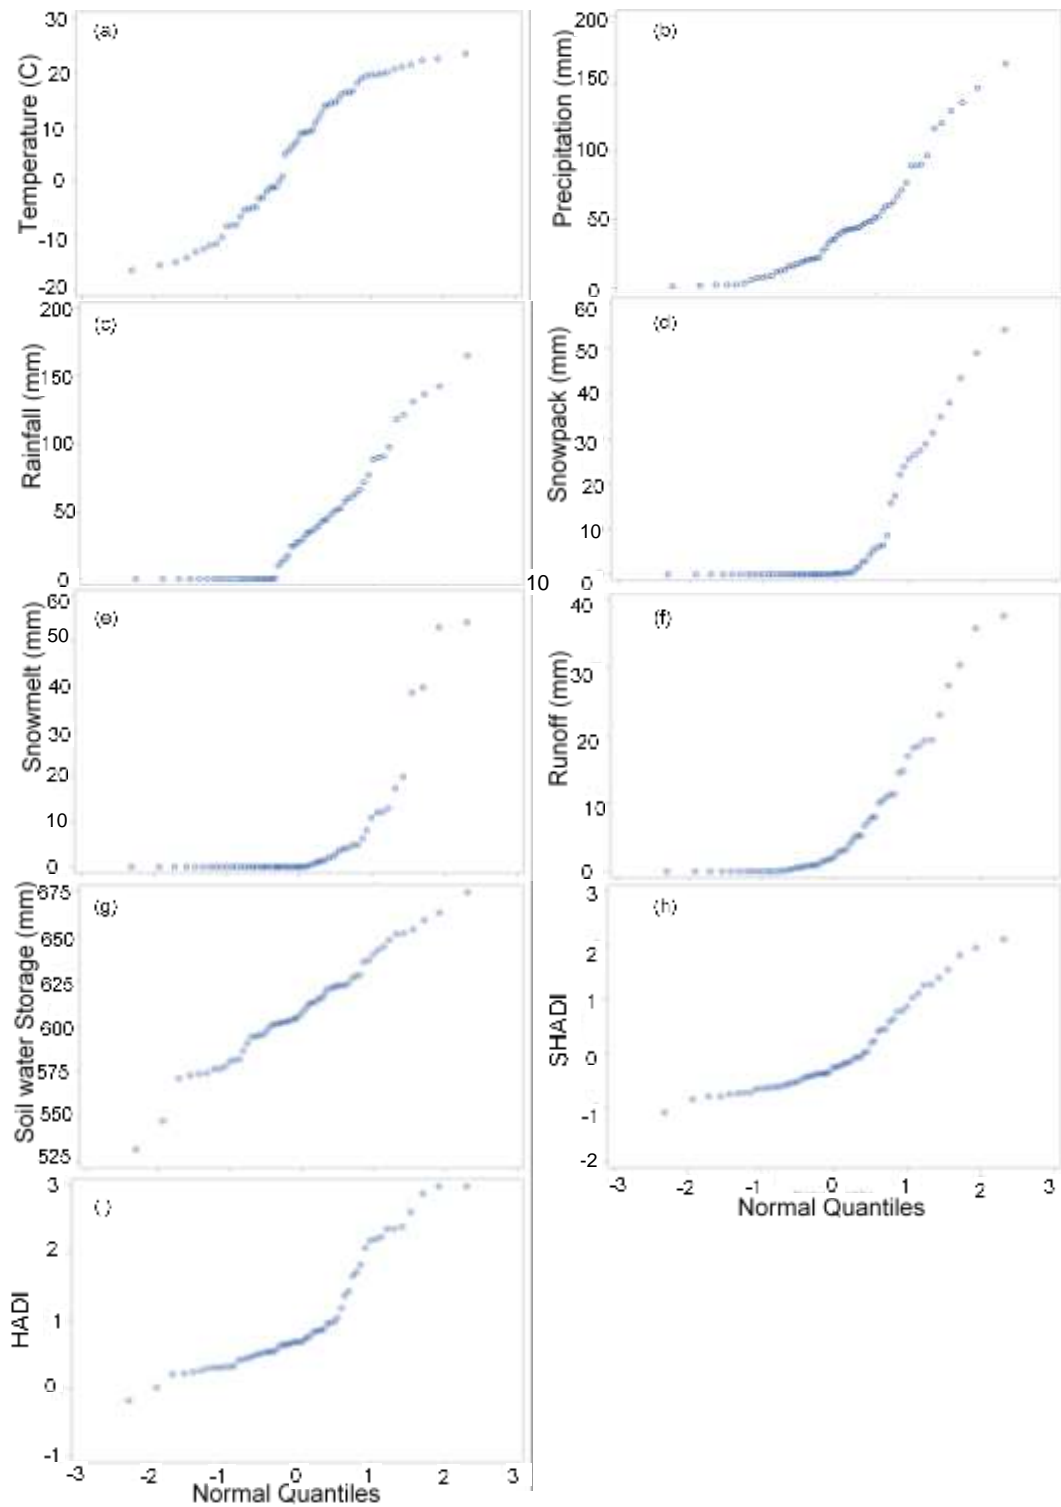 (a)
Temperature (C)
30
20
10
0
-10
-20
(b)
Precipitation (mm)
200
150
100
50
0
(c)
Rainfall (mm)
200
150
100
50
0
(d)
Snowpack (mm)
60
50
40
30
20
10
0
10
(e)
Snowmelt (mm)
60
50
40
30
20
10
0
(f)
Runoff (mm)
40
30
20
10
0
(g)
Soil water Storage (mm)
675
650
625
600
575
550
525
(h)
SHADI
3
2
1
0
-1
-2
-3 -2 -1 0 1 2 3
Normal Quantiles
HADI
3
2
1
0
-1
-3 -2 -1 0 1 2 3
Normal Quantiles